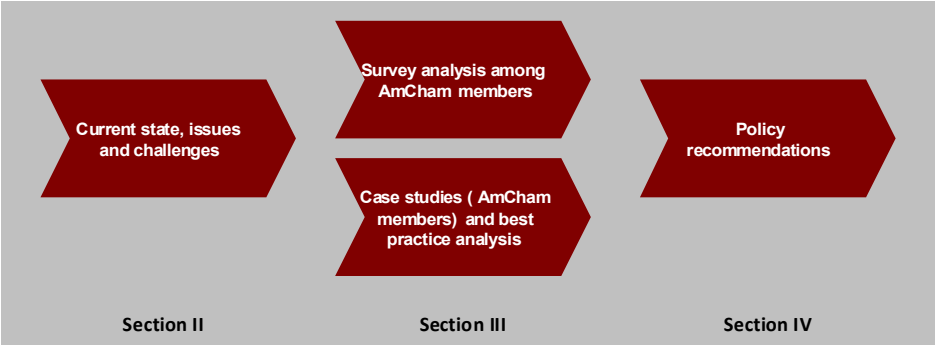 Current state, issues
and challenges
Survey analysis among
AmCham members
Case studies ( AmCham
members) and best
practice analysis
Policy
recommendations
Section II
Section III
Section IV